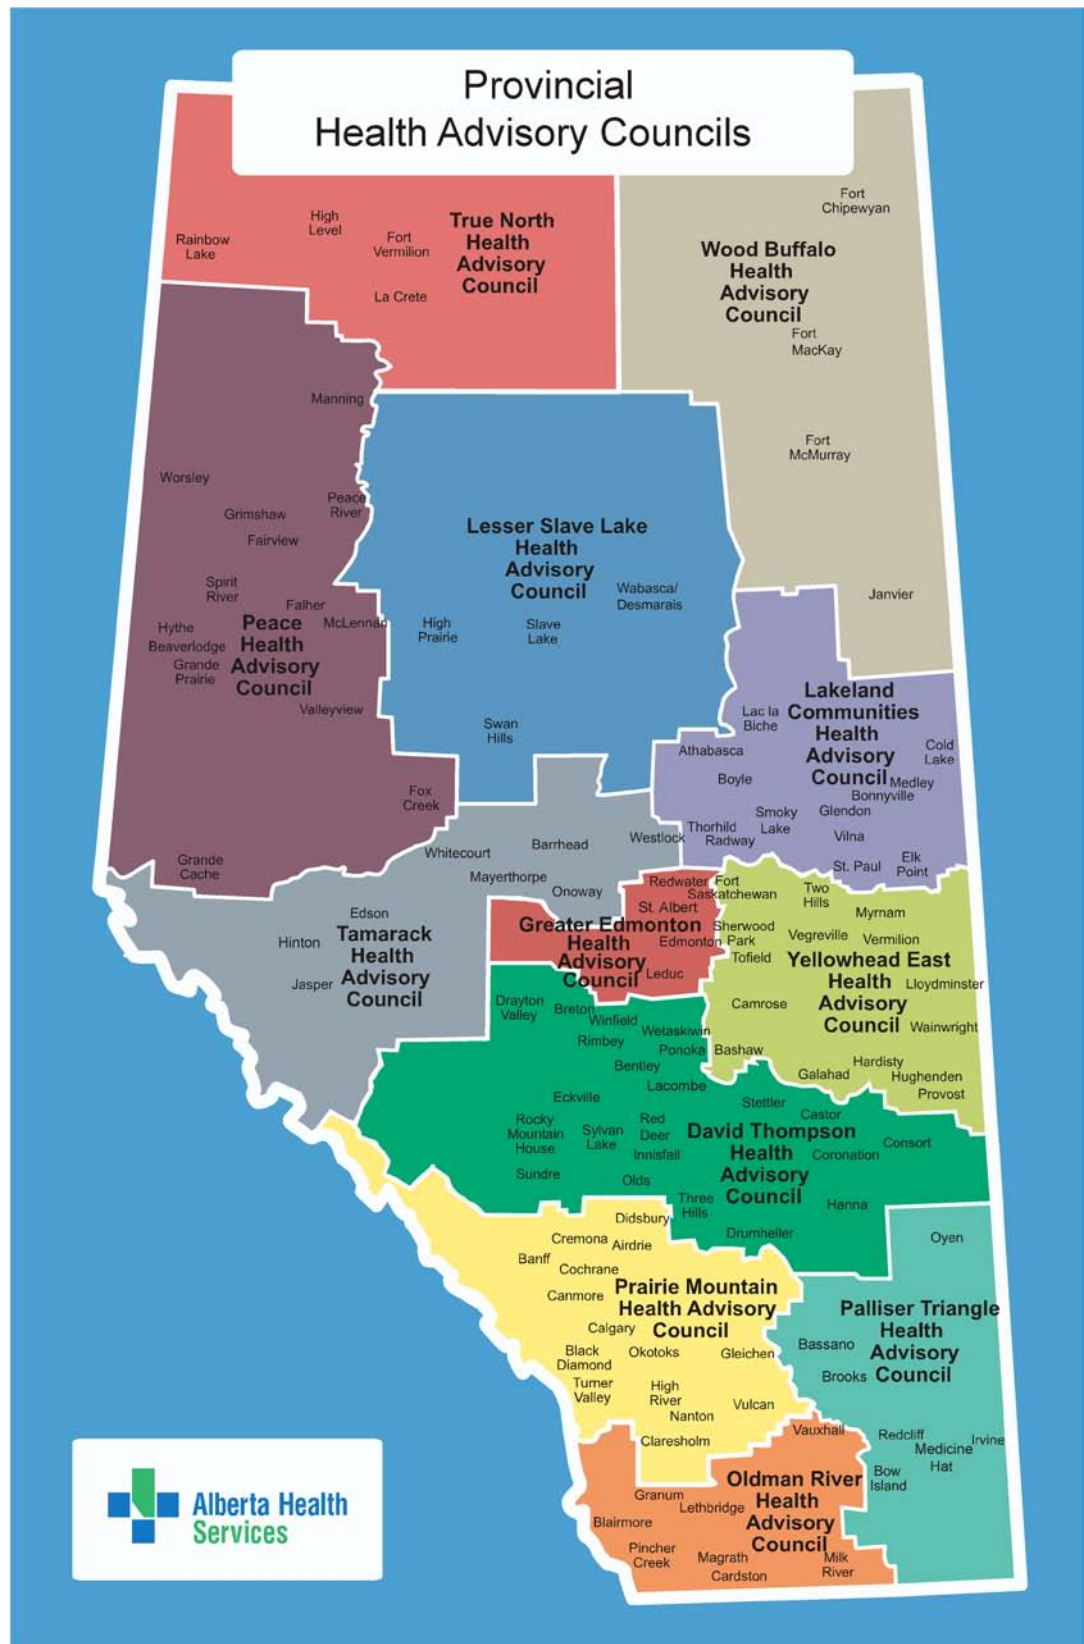 Provincial
Health Advisory Councils
Fort
Chipewyan
High
Level
Rainbow
Lake
Fort
Vermilion
La Crete
True North
Health
Advisory
Council
Wood Buffalo
Health
Advisory
Council
Fort
MacKay
Fort
McMurray
Janvier
Manning
Worsley
Grimshaw
Peace
River
Fairview
Spirit
River
Falher
McLennan
Hythe
Beaverlodge
Grande
Prairie
Peace
Health
Advisory
Council
Valleyview
Fox
Creek
Grande
Cache
Lesser Slave Lake
Health
Advisory
Council
Wabasca/
Desmarais
High
Prairie
Slave
Lake
Swan
Hills
Lakeland
Communities
Health
Advisory
Council
Lac la
Biche
Athabasca
Boyle
Cold
Lake
Medley
Bonnyville
Glendon
Smoky
Lake
Thorhild
Radway
Vilna
St. Paul
Elk
Point
Whitecourt
Barrhead
Westlock
Mayerthorpe
Onoway
Edson
Hinton
Jasper
Tamarack
Health
Advisory
Council
Redwater
St. Albert
Edmonton
Leduc
Greater Edmonton
Health
Advisory
Council
Fort
Saskatchewan
Sherwood
Park
Tofield
Two
Hills
Myrnam
Vegreville
Vermilion
Yellowhead East
Health
Advisory
Council
Lloydminster
Camrose
Wainwright
Bashaw
Hardisty
Galahad
Hughenden
Provost
Drayton
Valley
Breton
Winfield
Wetaskiwin
Rimbey
Ponoka
Bentley
Lacombe
Eckville
Stettler
Castor
Rocky
Mountain
House
Sylvan
Lake
Red
Deer
Innisfail
David Thompson
Health
Advisory
Council
Coronation
Consort
Sundre
Olds
Three
Hills
Hanna
Drumheller
Didsbury
Cremona
Airdrie
Banff
Cochrane
Canmore
Prairie Mountain
Health Advisory
Council
Calgary
Black
Diamond
Okotoks
Gleichen
Turner
Valley
High
River
Nanton
Vulcan
Claresholm
Oyen
Palliser Triangle
Health
Advisory
Council
Bassano
Brooks
Redcliff
Medicine
Hat
Irvine
Bow
Island
Vauxhall
Oldman River
Health
Advisory
Council
Granum
Lethbridge
Blairmore
Pincher
Creek
Magrath
Cardston
Milk
River
Alberta Health
Services